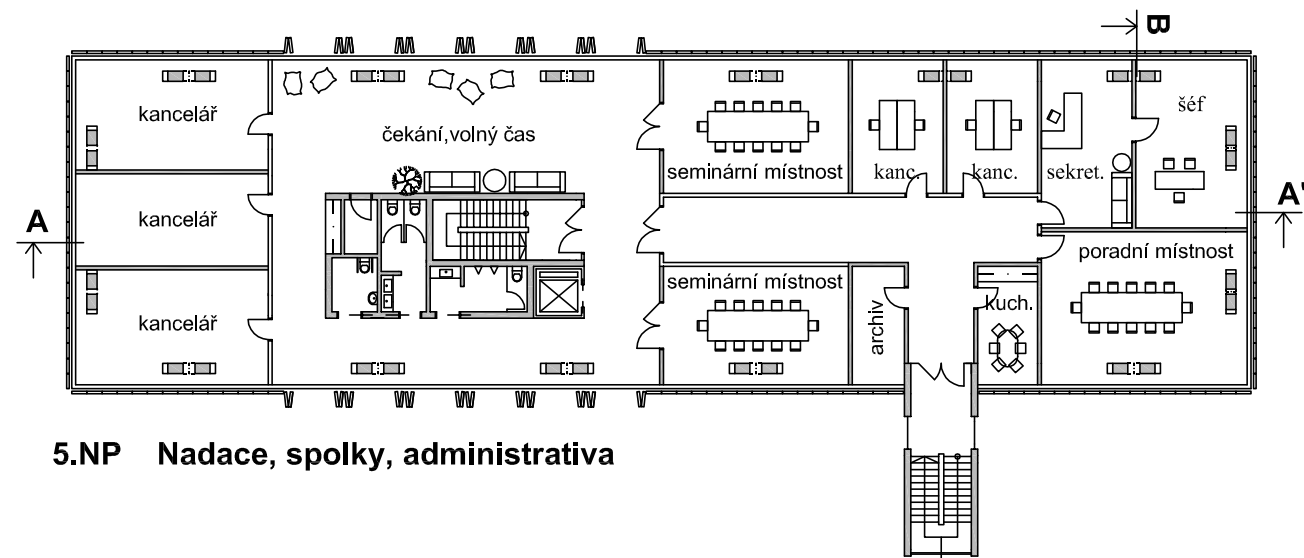 B
kancelář
čekání,volný čas
seminární místnost
kanc.
kanc.
sekret.
šéf
A
kancelář
A'
kancelář
seminární místnost
archiv
kuch.
poradní místnost
5.NP Nadace, spolky, administrativa